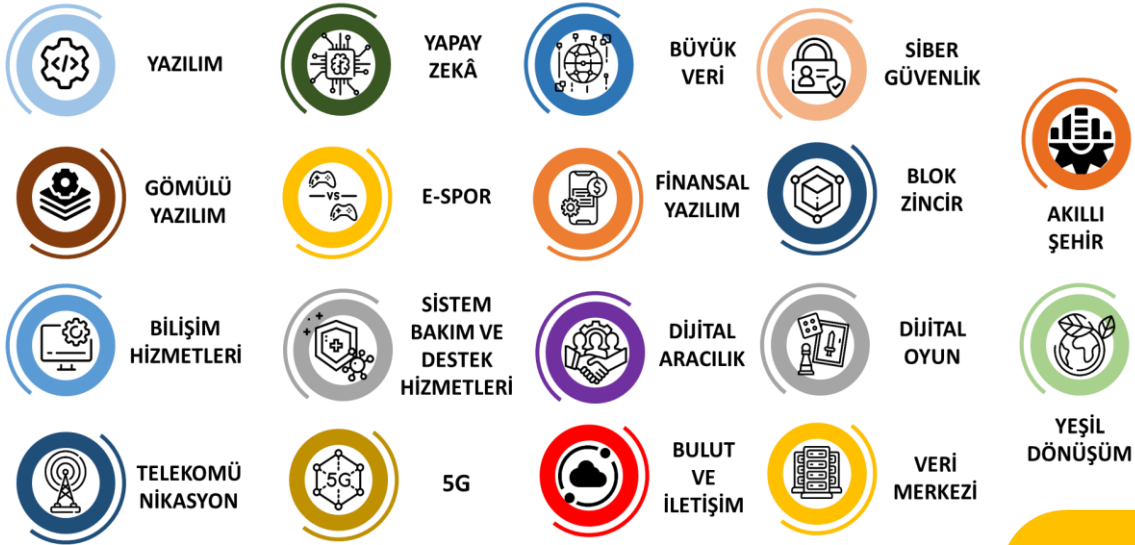 YAZILIM
YAPAY
ZEKÂ
BÜYÜK
VERİ
SİBER
GÜVENLİK
GÖMÜLÜ
YAZILIM
VS
E-SPOR
FİNANSAL
YAZILIM
BLOK
ZİNCİR
AKILLI
ŞEHİR
BİLİŞİM
HİZMETLERİ
SİSTEM
BAKIM VE
DESTEK
HİZMETLERİ
DİJİTAL
ARACILIK
DİJİTAL
OYUN
YEŞİL
DÖNÜŞÜM
TELEKOMÜ
NİKASYON
5G
5G
BULUT
VE
İLETİŞİM
VERİ
MERKEZİ